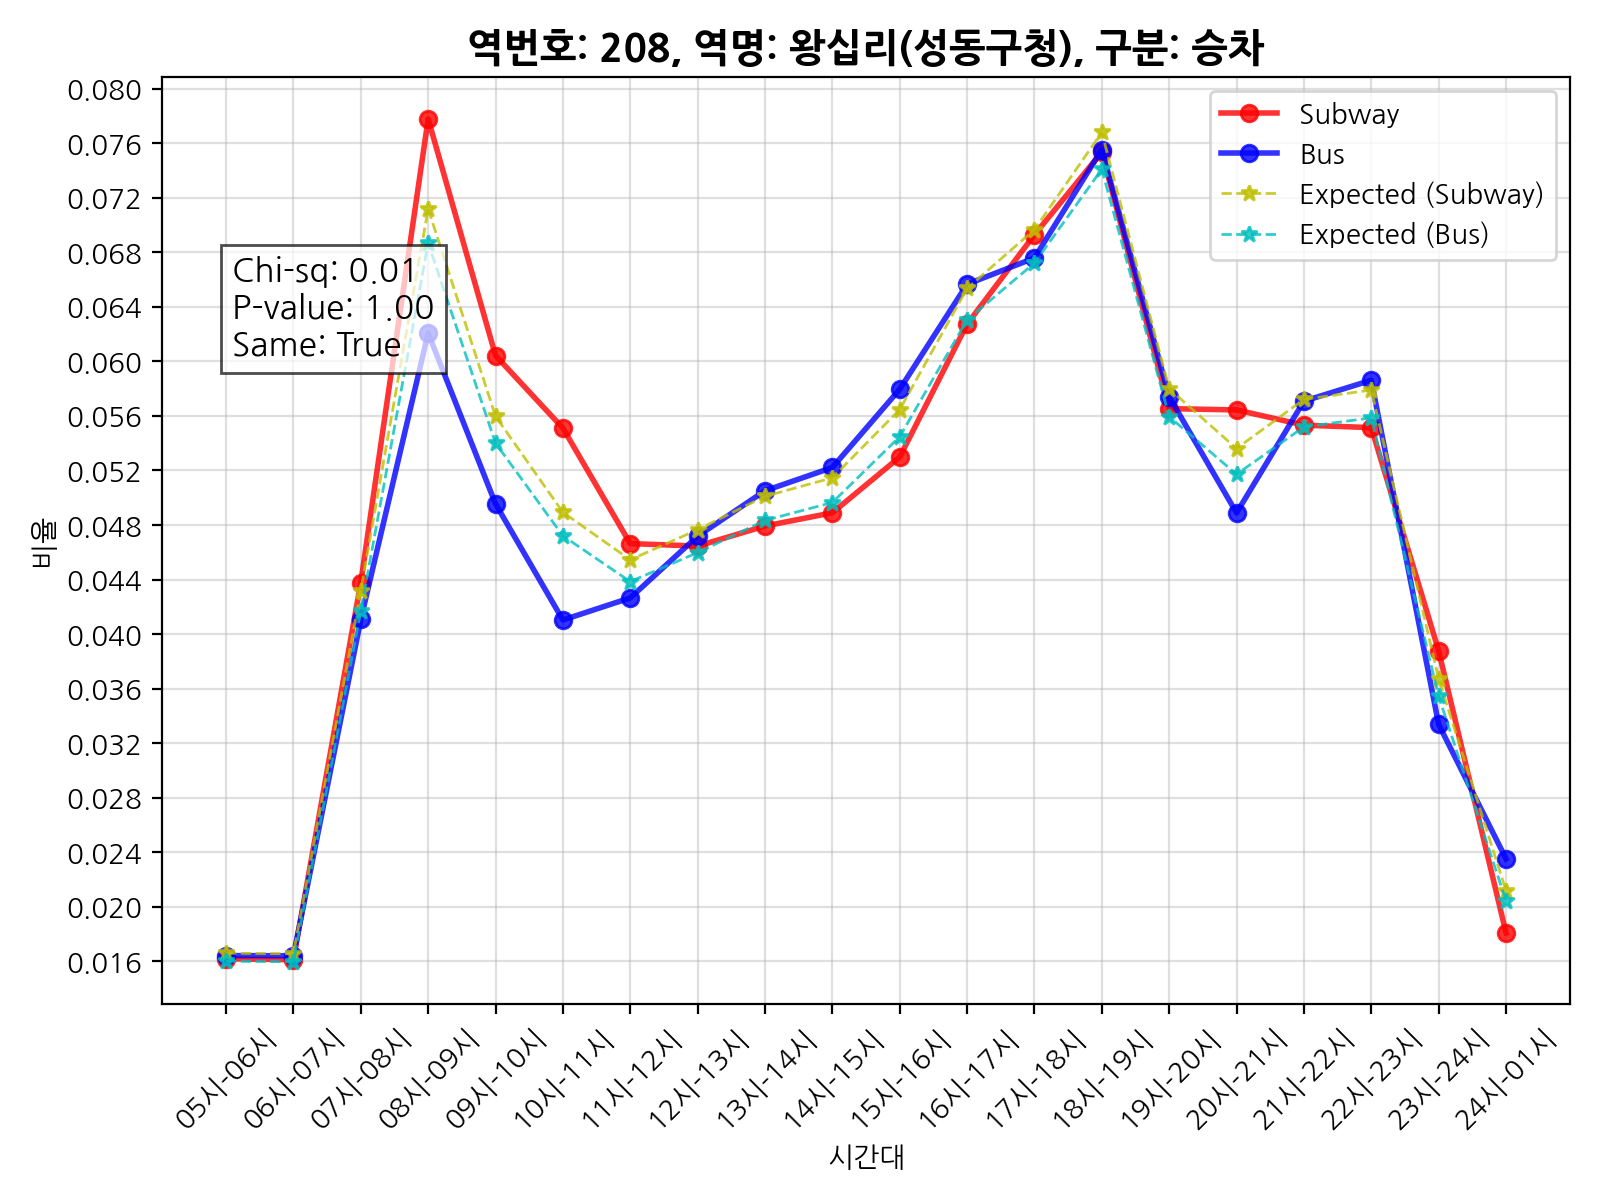 역번호: 208, 역명: 왕십리(성동구청), 구분: 승차
0.080
0.076
0.072
0.068
0.064
0.060
0.056
0.052
0.048
0.044
0.040
0.036
0.032
0.028
0.024
0.020
0.016
비율
Subway
Bus
Expected (Subway)
Expected (Bus)
Chi-sq: 0.01
P-value: 1.00
Same: True
05시-06시
06시-07시
07시-08시
08시-09시
09시-10시
10시-11시
11시-12시
12시-13시
13시-14시
14시-15시
15시-16시
16시-17시
17시-18시
18시-19시
19시-20시
20시-21시
21시-22시
22시-23시
23시-24시
24시-01시
시간대